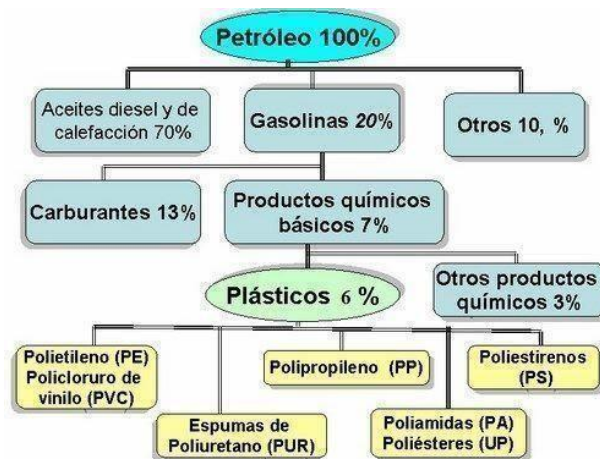 Petróleo 100%
Aceites diesel y de
calefacción 70%
Gasolinas 20%
Otros 10, %
Carburantes 13%
Productos químicos
básicos 7%
Plásticos 6 %
Otros productos
químicos 3%
Polietileno (PE)
Policloruro de
vinilo (PVC)
Polipropileno (PP)
Poliestirenos
(PS)
Espumas de
Poliuretano (PUR)
Poliamidas (PA)
Poliésteres (UP)